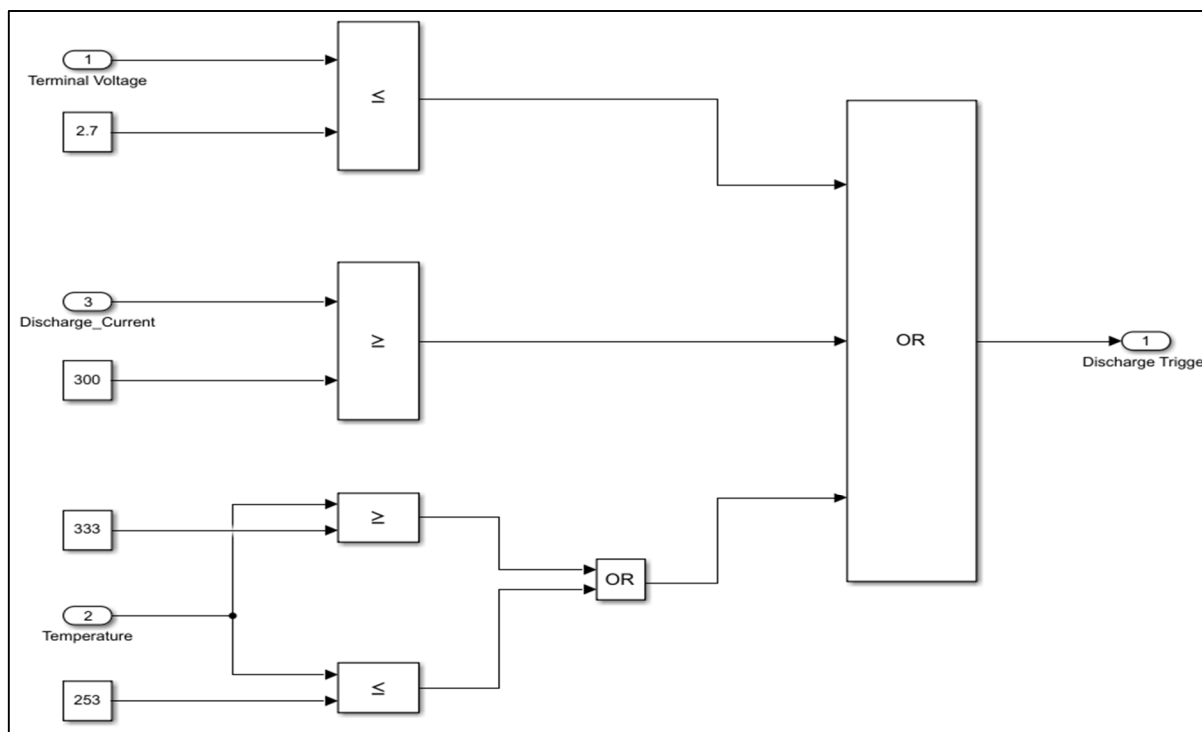 1
Terminal Voltage
≤
2.7
OR
3
Discharge_Current
≥
300
1
Discharge Trigge
333
≥
OR
2
Temperature
≤
253